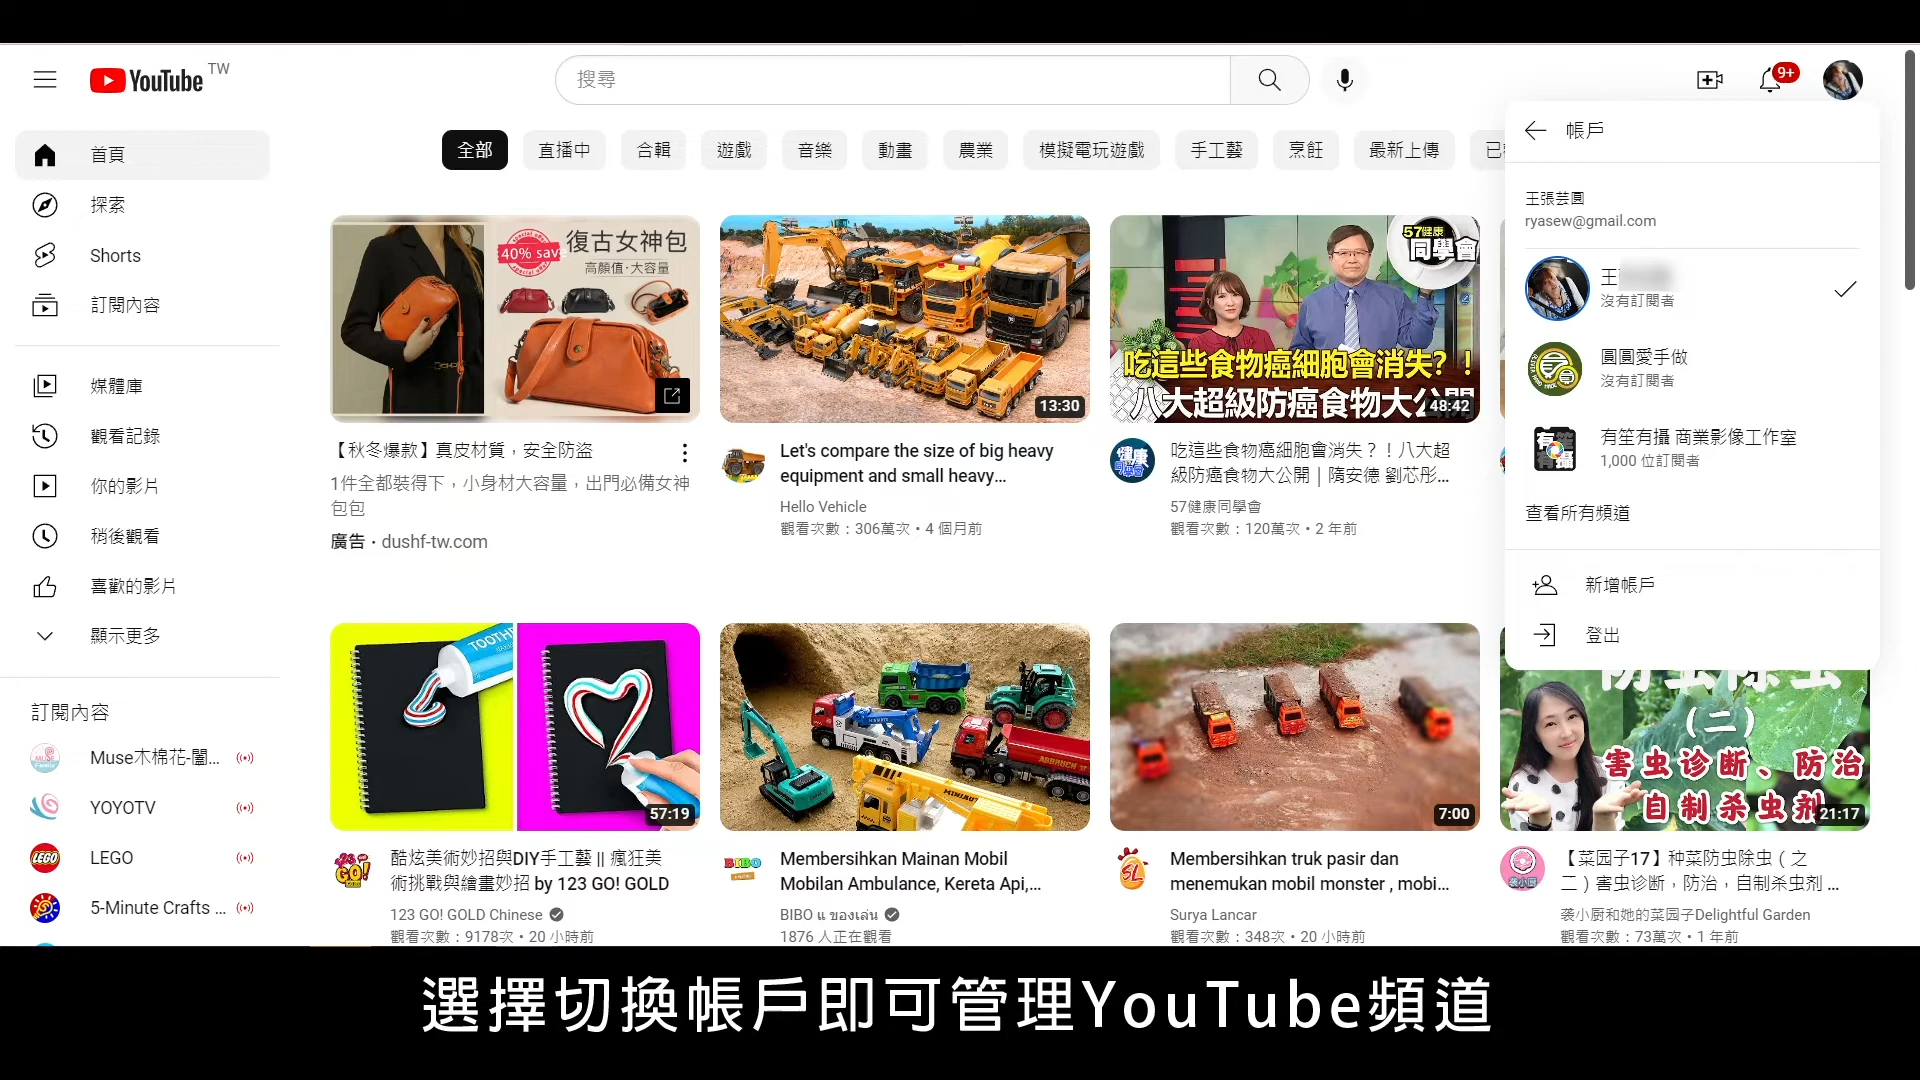 YouTube TW
搜尋
9+
首頁
探索
Shorts
訂閱內容
媒體庫
觀看記錄
你的影片
稍後觀看
喜歡的影片
顯示更多
訂閱內容
Muse木棉花-闔...
YOYOTV
LEGO
5-Minute Crafts ...
全部
直播中
合輯
遊戲
音樂
動畫
農業
模擬電玩遊戲
手工藝
烹飪
最新上傳
40% sav
復古女神包
高顏值·大容量
【秋冬爆款】真皮材質，安全防盜
1件全都裝得下，小身材大容量，出門必備女神
包包
廣告・dushf-tw.com
13:30
Let's compare the size of big heavy
equipment and small heavy...
Hello Vehicle
觀看次數：306萬次・4 個月前
57健康
同學會
吃這些食物癌細胞會消失?!
八大超級防癌食物大公開
48:42
吃這些食物癌細胞會消失？！八大超
級防癌食物大公開｜隋安德 劉芯彤...
57健康同學會
觀看次數：120萬次・2 年前
帳戶
王張芸圓
ryasew@gmail.com
王
沒有訂閱者
圓圓愛手做
沒有訂閱者
有笙有攝 商業影像工作室
1,000 位訂閱者
查看所有頻道
新增帳戶
登出
57:19
酷炫美術妙招與DIY手工藝 || 瘋狂美
術挑戰與繪畫妙招 by 123 GO! GOLD
123 GO! GOLD Chinese
觀看次數：9178次・20 小時前
Membersihkan Mainan Mobil
Mobilan Ambulance, Kereta Api,...
BIBO และของเล่น
1876 人正在觀看
7:00
Membersihkan truk pasir dan
menemukan mobil monster , mobi...
Surya Lancar
觀看次數：348次・20 小時前
防虫除虫
(二)
害虫诊断、防治
自制杀虫剂
21:17
【菜园子17】种菜防虫除虫（之
二）害虫诊断，防治，自制杀虫剂 ...
袭小厨和她的菜园子Delightful Garden
觀看次數：73萬次・1 年前
選擇切換帳戶即可管理YouTube頻道